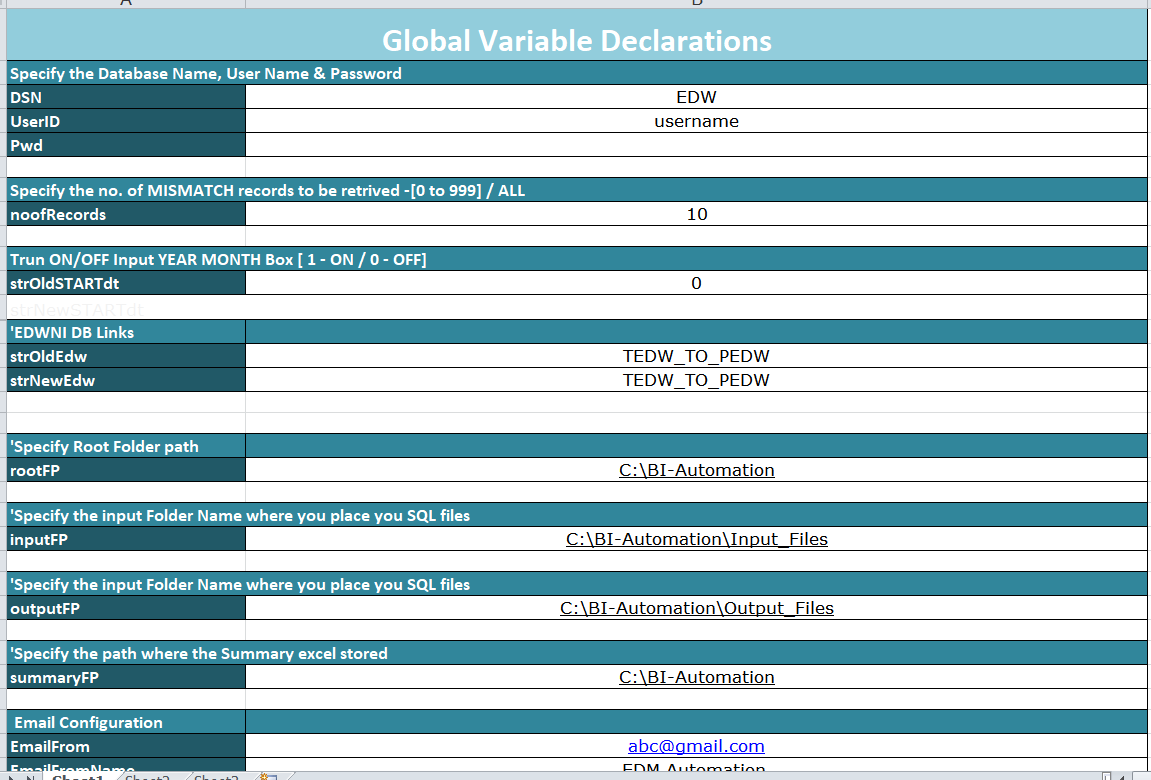 A B
Global Variable Declarations
Specify the Database Name, User Name & Password
DSN EDW
UserID username
Pwd
Specify the no. of MISMATCH records to be retrived -[0 to 999] / ALL
noofRecords 10
Trun ON/OFF Input YEAR MONTH Box [ 1 - ON / 0 - OFF]
strOldSTARTdt 0
strNewSTARTdt
'EDWNI DB Links
strOldEdw TEDW_TO_PEDW
strNewEdw TEDW_TO_PEDW
'Specify Root Folder path
rootFP C:\BI-Automation
'Specify the input Folder Name where you place you SQL files
inputFP C:\BI-Automation\Input_Files
'Specify the input Folder Name where you place you SQL files
outputFP C:\BI-Automation\Output_Files
'Specify the path where the Summary excel stored
summaryFP C:\BI-Automation
Email Configuration
EmailFrom abc@gmail.com
EmailFromName EDM Automation
Sheet1 Sheet2 Sheet3